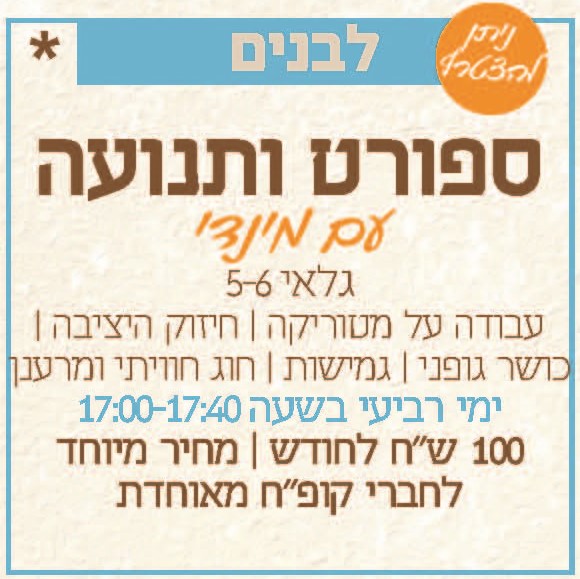 לבנים
ניתן
להצטרף
*
ספורט ותנועה
עם מינדי
גלאי 5-6
עבודה על מטוריקה | חיזוק היציבה |
כושר גופני | גמישות | חוג חוויתי ומרענן
ימי רביעי בשעה 17:00-17:40
100 ש"ח לחודש | מחיר מיוחד
לחברי קופ"ח מאוחדת